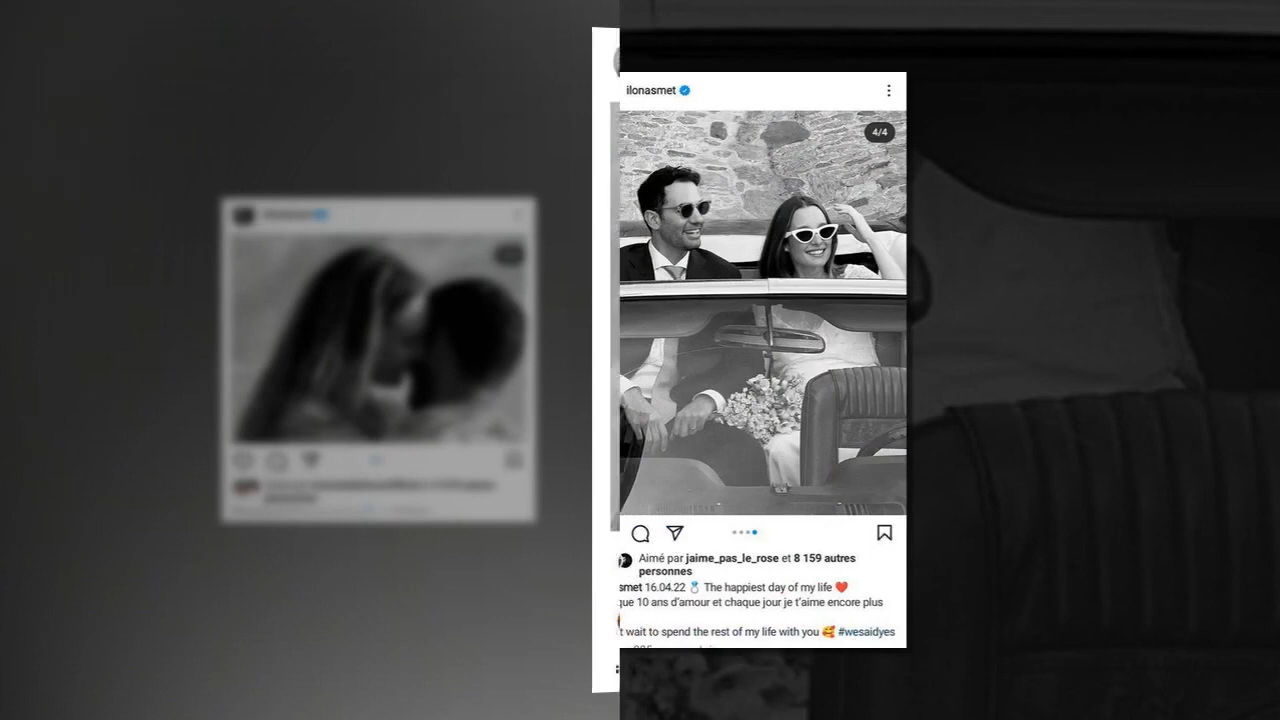 ilonasmet
4/4
Aimé par jaime_pas_le_rose et 8 159 autres
personnes
smet 16.04.22 💍 The happiest day of my life ❤️
que 10 ans d'amour et chaque jour je t'aime encore plus
t wait to spend the rest of my life with you 🥰 #wesaidyes